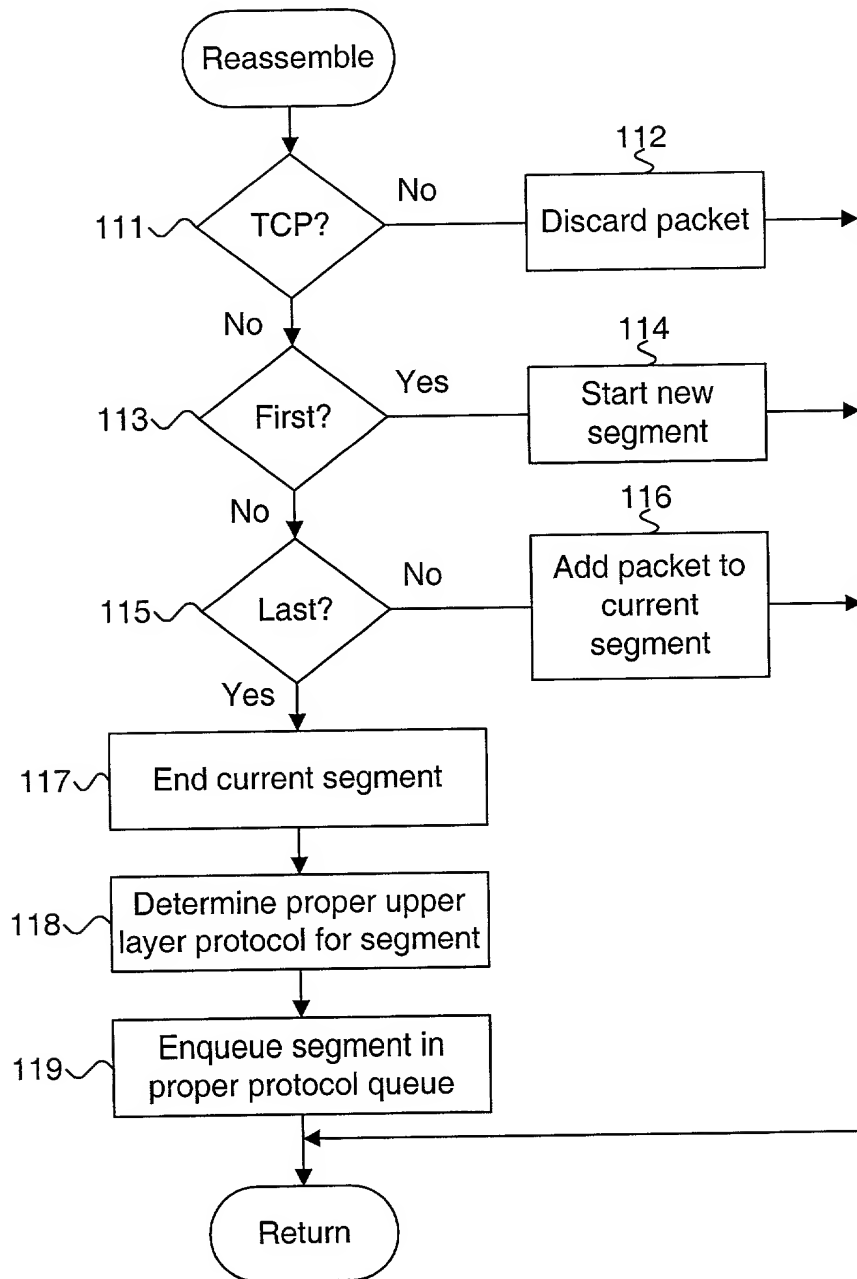 Reassemble
112
No
111
TCP?
Discard packet
No
114
Yes
113
First?
Start new
segment
No
116
No
115
Last?
Add packet to
current
segment
Yes
117
End current segment
118
Determine proper upper
layer protocol for segment
119
Enqueue segment in
proper protocol queue
Return